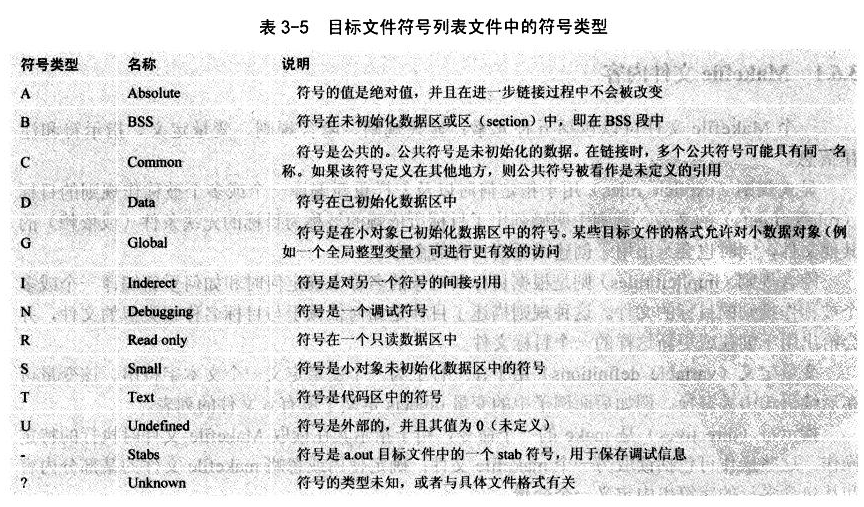 表 3-5 目标文件符号列表文件中的符号类型
符号类型 名称 说明
A Absolute 符号的值是绝对值，并且在进一步链接过程中不会被改变
B BSS 符号在未初始化数据区或区（section）中，即在 BSS 段中
C Common 符号是公共的。公共符号是未初始化的数据。在链接时，多个公共符号可能具有同一名
称。如果该符号定义在其他地方，则公共符号被看作是未定义的引用
D Data 符号在已初始化数据区中
G Global 符号是在小对象已初始化数据区中的符号。某些目标文件的格式允许对小数据对象（例
如一个全局整型变量）可进行更有效的访问
I Inderect 符号是对另一个符号的间接引用
N Debugging 符号是一个调试符号
R Read only 符号在一个只读数据区中
S Small 符号是小对象未初始化数据区中的符号
T Text 符号是代码区中的符号
U Undefined 符号是外部的，并且其值为 0（未定义）
- Stabs 符号是 a.out 目标文件中的一个 stab 符号，用于保存调试信息
? Unknown 符号的类型未知，或者与具体文件格式有关